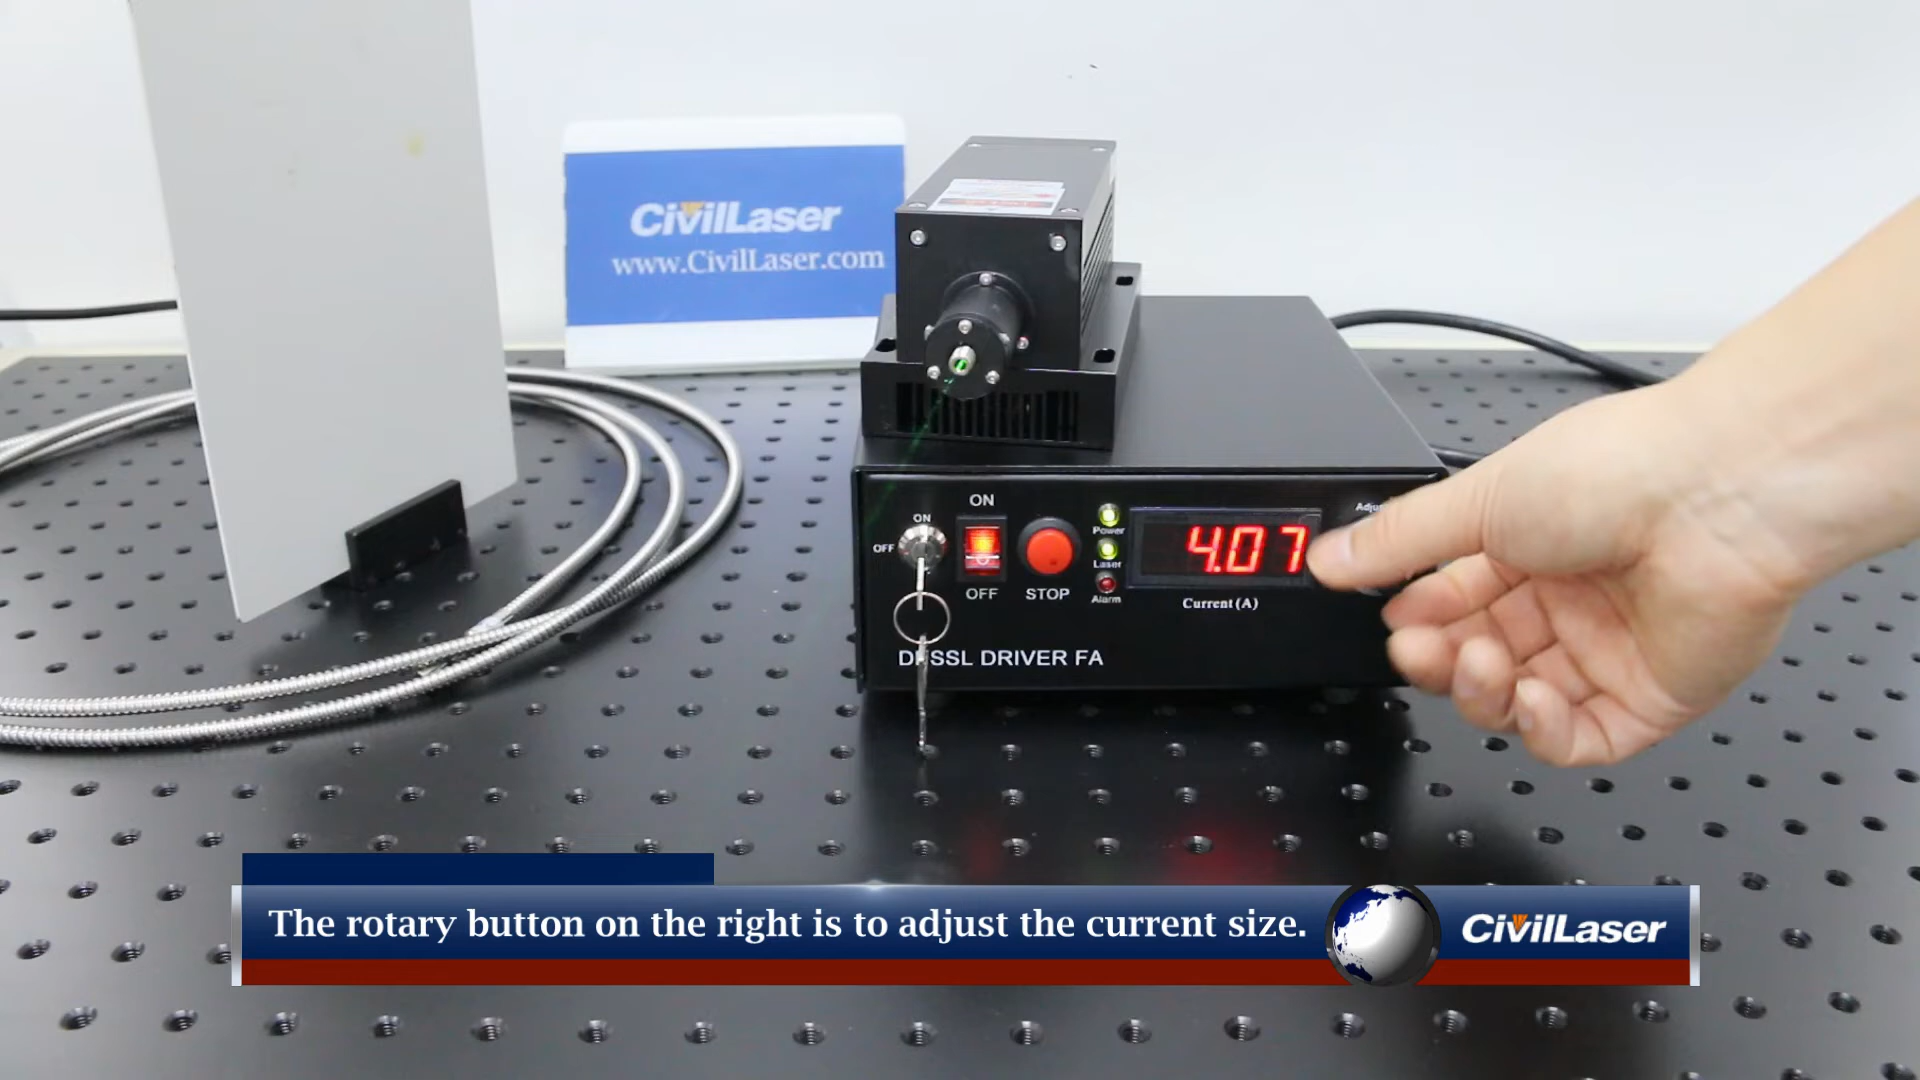 CivilLaser
www.CivilLaser.com
ON
OFF
ON
OFF
STOP
Power
Laser
Alarm
4.07
Current (A)
DPSSL DRIVER FA
The rotary button on the right is to adjust the current size.
CivilLaser